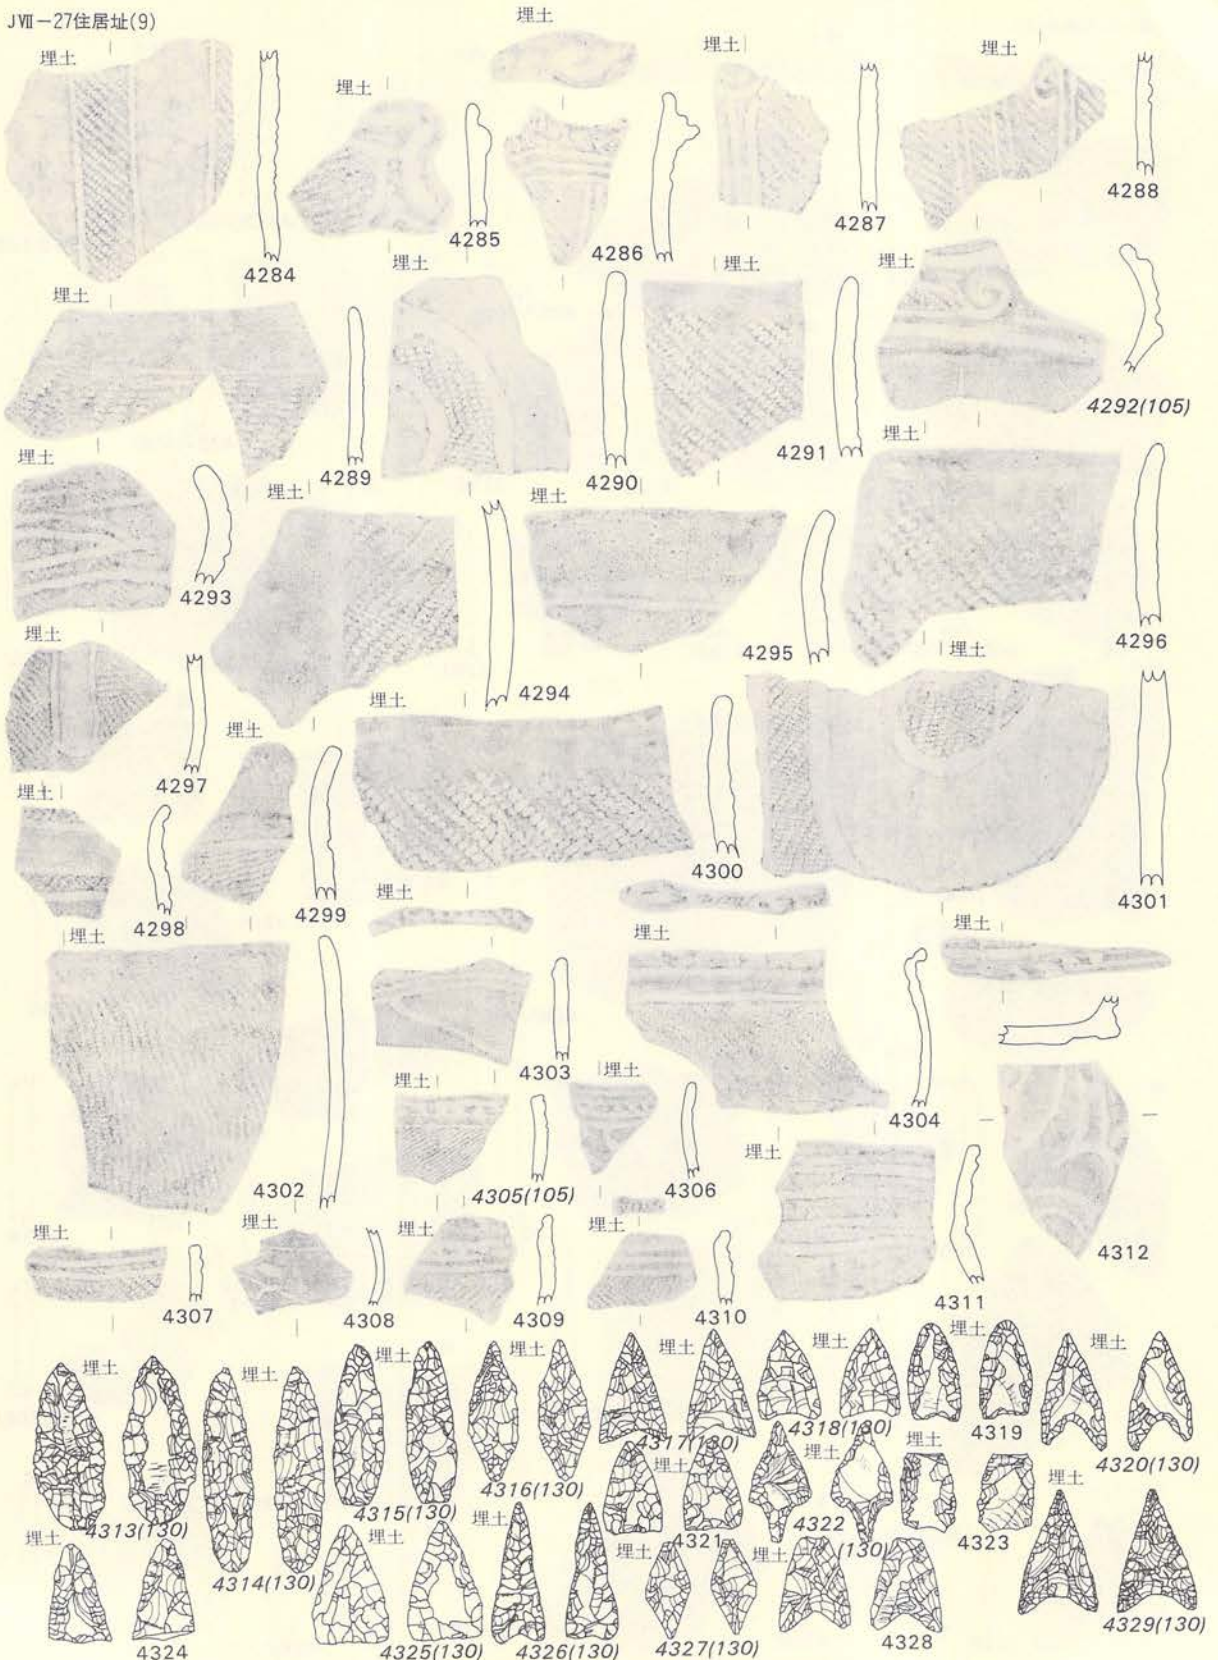 JⅦ－27住居址(9)
埋土 埋土 埋土 埋土 埋土
4284 4285 4286 4287 4288
埋土 埋土 埋土 埋土
4289 4290 4291 4292(105)
埋土 埋土 埋土 埋土
4293 4294 4295 4296
埋土 埋土 埋土 埋土
4297 4300 4301
埋土
4298 4299
埋土 埋土 埋土 埋土
4302 4303 4304
埋土 埋土 埋土
4305(105) 4306 4312
埋土 埋土 埋土 埋土
4307 4308 4309 4310 4311
埋土 埋土 埋土 埋土 埋土 埋土 埋土
4313(130) 4314(130) 4315(130) 4316(130) 4317(130) 4318(130) 4319 4320(130)
埋土 埋土 埋土 埋土
4321 4322(130) 4323
埋土 埋土 埋土 埋土 埋土
4324 4325(130) 4326(130) 4327(130) 4328 4329(130)